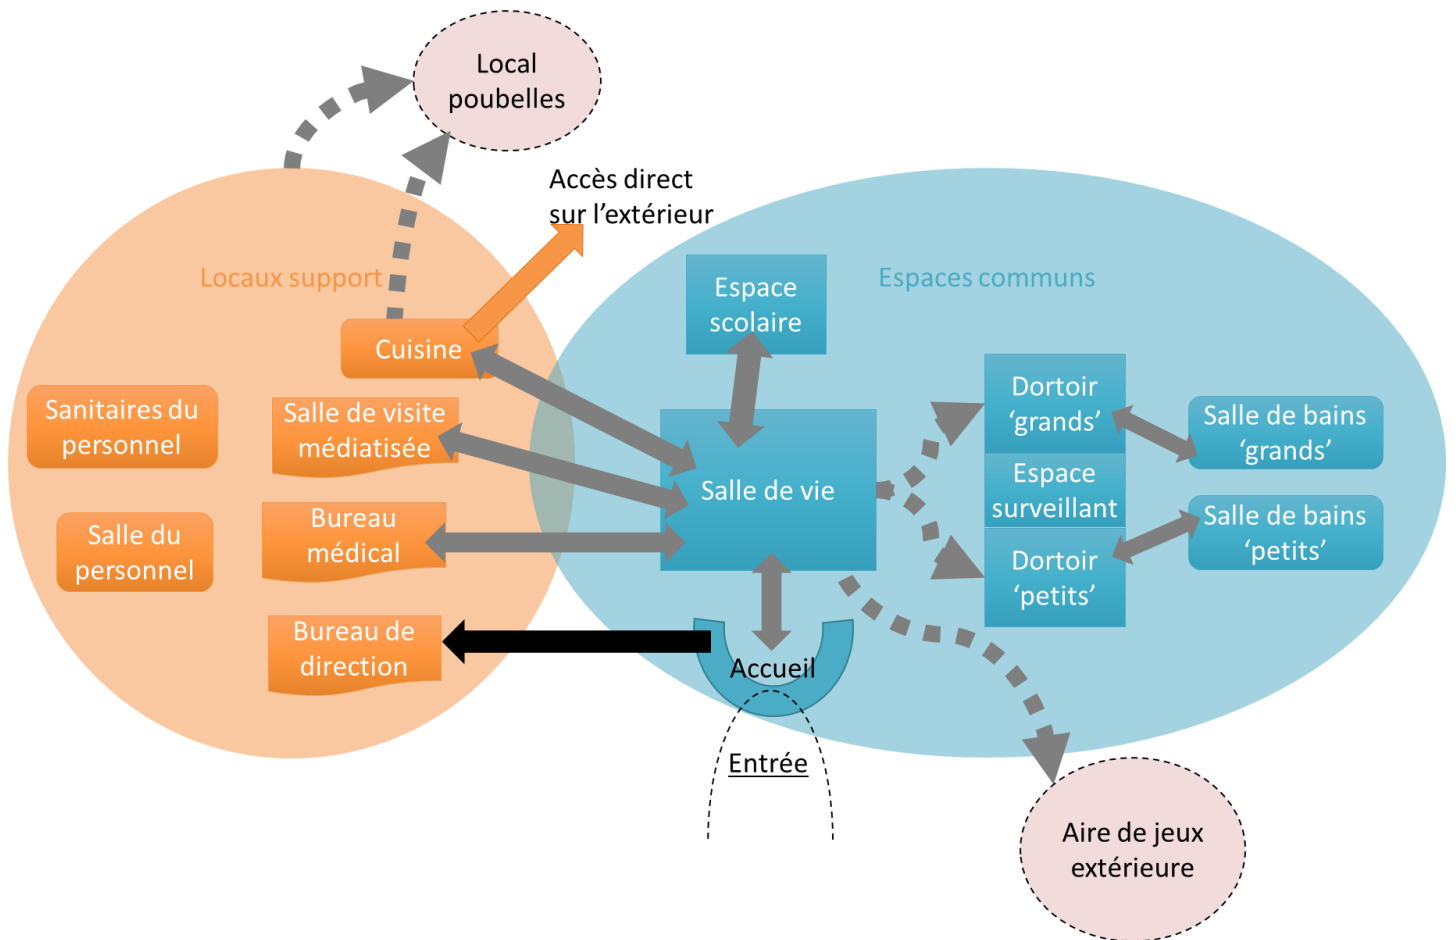 Local
poubelles
Accès direct
sur l’extérieur
Locaux support
Cuisine
Sanitaires du
personnel
Salle de visite
médiatisée
Salle du
personnel
Bureau
médical
Bureau de
direction
Espaces communs
Espace
scolaire
Salle de vie
Dortoir
‘grands’
Espace
surveillant
Dortoir
‘petits’
Salle de bains
‘grands’
Salle de bains
‘petits’
Accueil
Entrée
Aire de jeux
extérieure